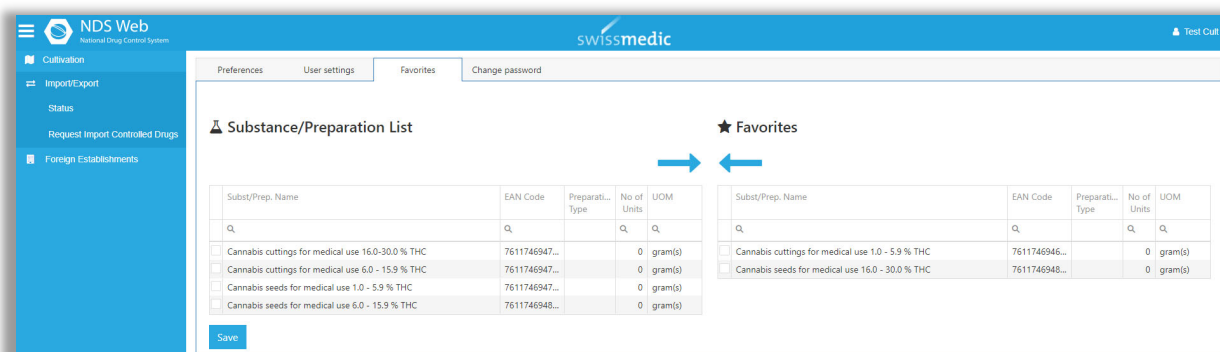 NDS Web
National Drug Control System
swissmedic
Test Cult
Cultivation
Import/Export
Status
Request Import Controlled Drugs
Foreign Establishments
Preferences User settings Favorites Change password
Substance/Preparation List
Subst/Prep. Name EAN Code Preparati... Type No of Units UOM
Cannabis cuttings for medical use 16.0-30.0 % THC 7611746947... 0 gram(s)
Cannabis cuttings for medical use 6.0 - 15.9 % THC 7611746947... 0 gram(s)
Cannabis seeds for medical use 1.0 - 5.9 % THC 7611746947... 0 gram(s)
Cannabis seeds for medical use 6.0 - 15.9 % THC 7611746948... 0 gram(s)
Save
Favorites
Subst/Prep. Name EAN Code Preparati... Type No of Units UOM
Cannabis cuttings for medical use 1.0 - 5.9 % THC 7611746946... 0 gram(s)
Cannabis seeds for medical use 16.0 - 30.0 % THC 7611746948... 0 gram(s)